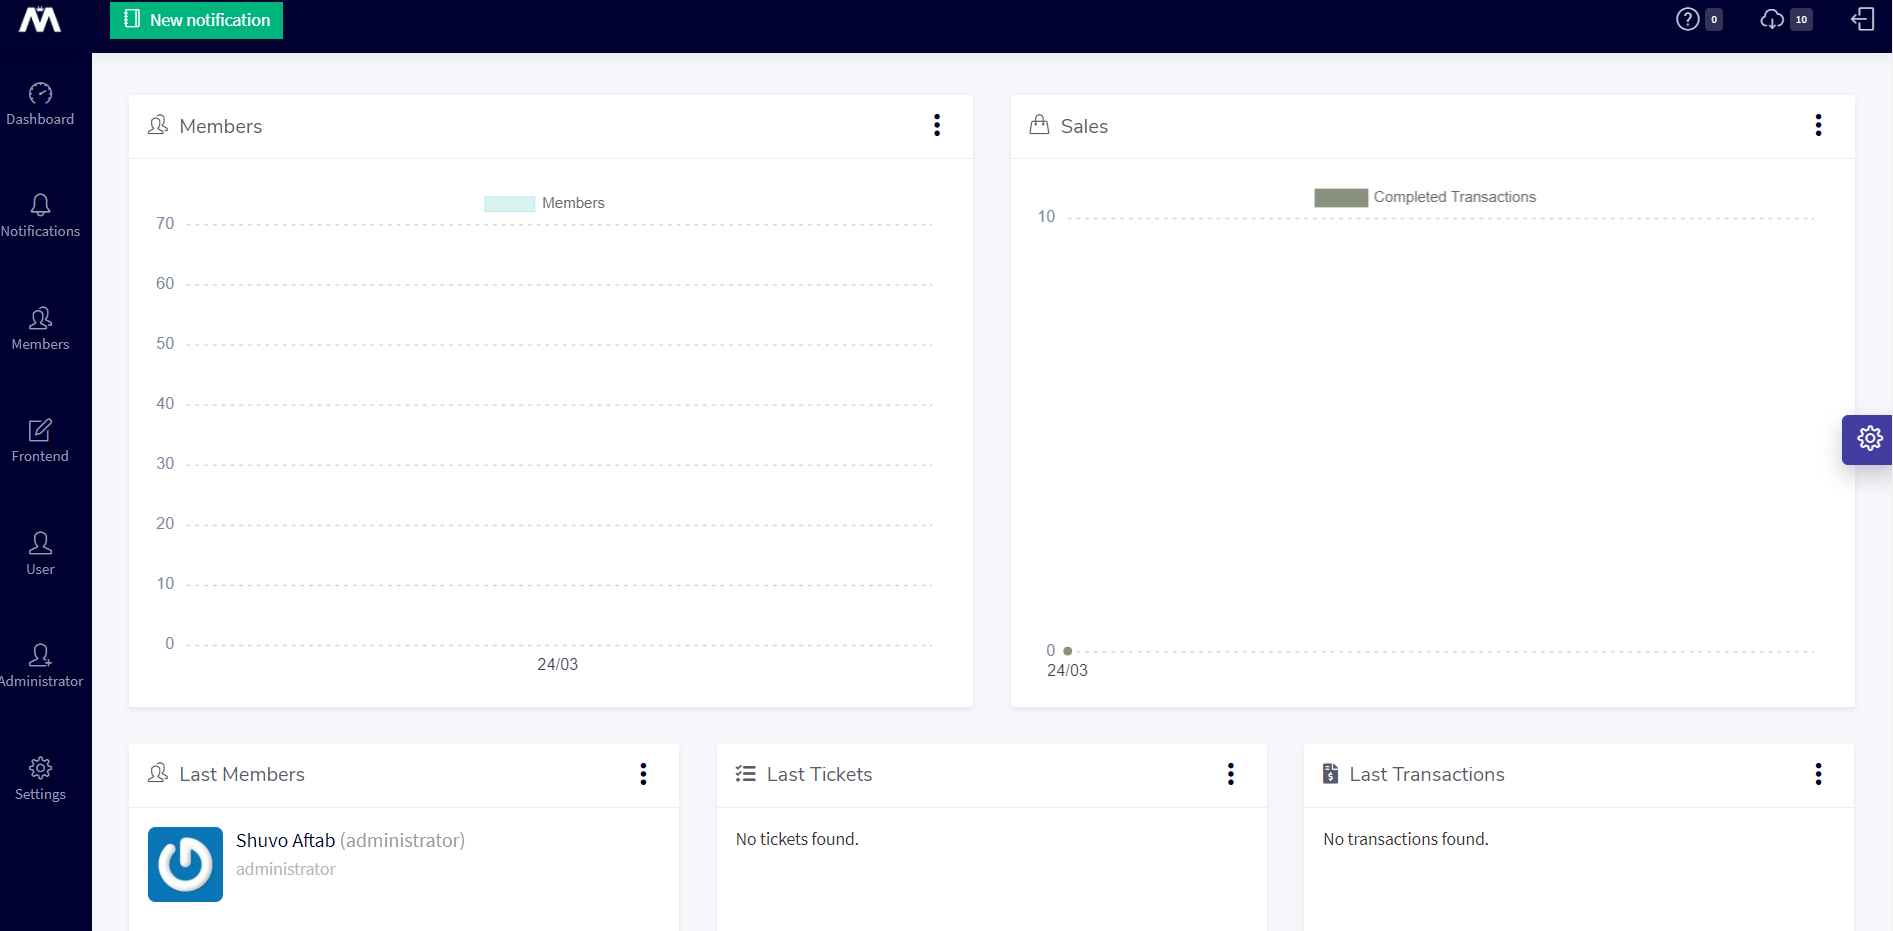 New notification
0
10
Dashboard
Notifications
Members
Frontend
User
Administrator
Settings
Members
Members
70
60
50
40
30
20
10
0
24/03
Sales
Completed Transactions
10
0
24/03
Last Members
Shuvo Aftab (administrator)
administrator
Last Tickets
No tickets found.
Last Transactions
No transactions found.